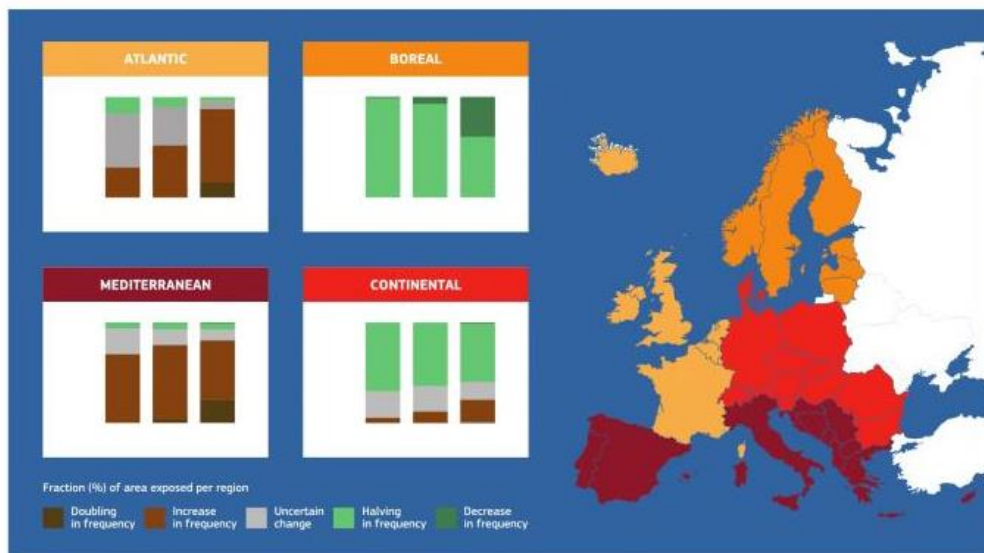 ATLANTIC
BOREAL
MEDITERRANEAN
CONTINENTAL
Fraction (%) of area exposed per region
Doubling
in frequency
Increase
in frequency
Uncertain
change
Halving
in frequency
Decrease
in frequency